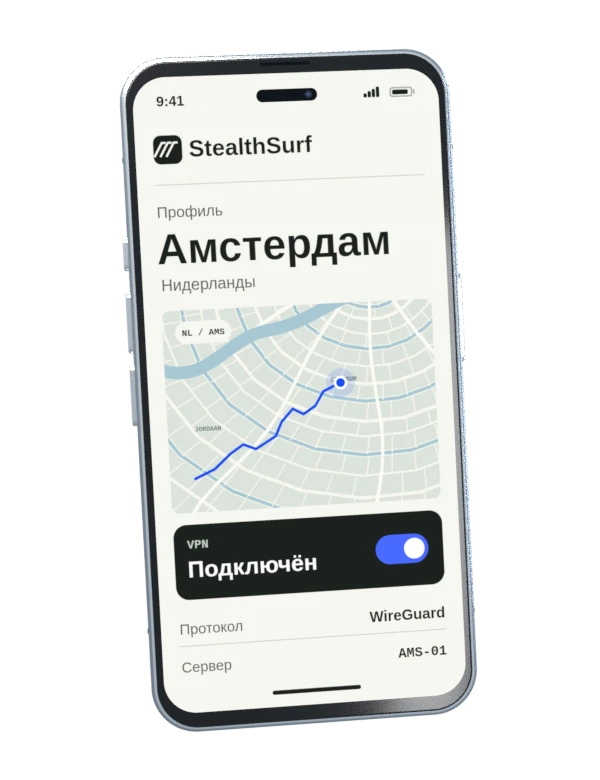 9:41
StealthSurf
Профиль
Амстердам
Нидерланды
NL / AMS
JORDAAN
VPN
Подключён
Протокол
WireGuard
Сервер
AMS-01